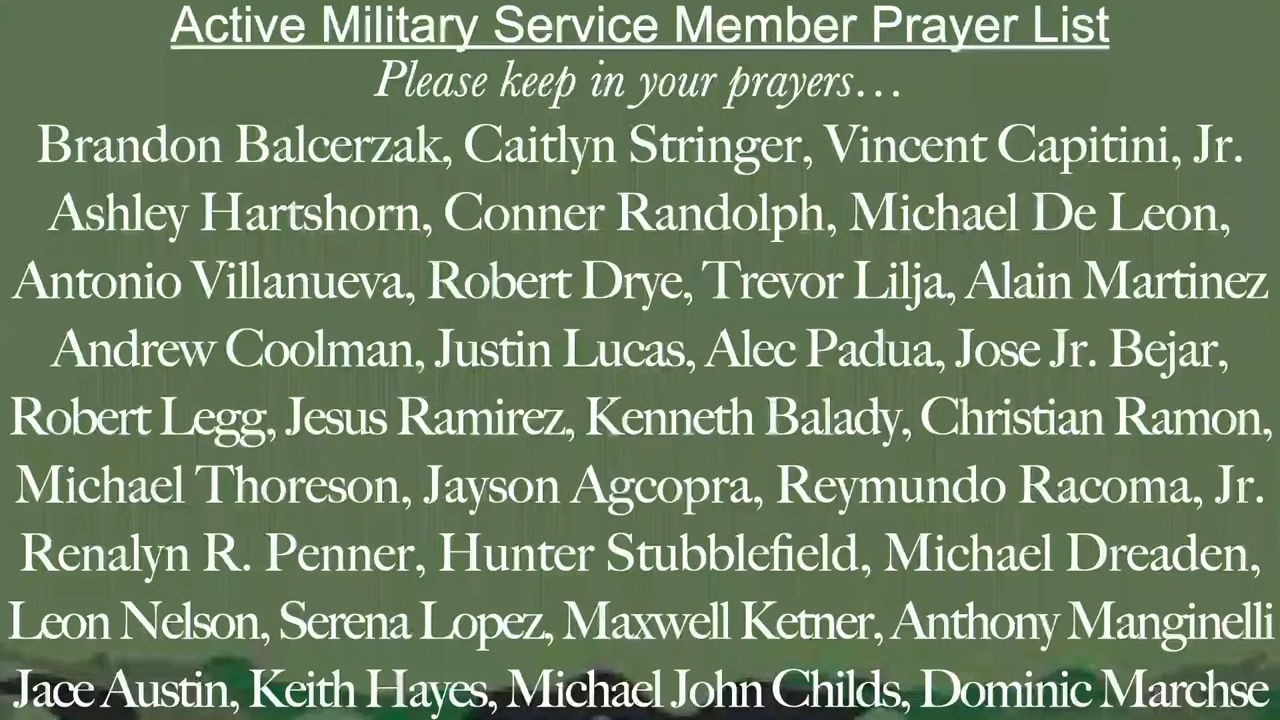 Active Military Service Member Prayer List
Please keep in your prayers…
Brandon Balcerzak, Caitlyn Stringer, Vincent Capitini, Jr.
Ashley Hartshorn, Conner Randolph, Michael De Leon,
Antonio Villanueva, Robert Drye, Trevor Lilja, Alain Martinez
Andrew Coolman, Justin Lucas, Alec Padua, Jose Jr. Bejar,
Robert Legg, Jesus Ramirez, Kenneth Balady, Christian Ramon,
Michael Thoreson, Jayson Agcopra, Reymundo Racoma, Jr.
Renalyn R. Penner, Hunter Stubblefield, Michael Dreaden,
Leon Nelson, Serena Lopez, Maxwell Ketner, Anthony Manginelli
Jace Austin, Keith Hayes, Michael John Childs, Dominic Marchse